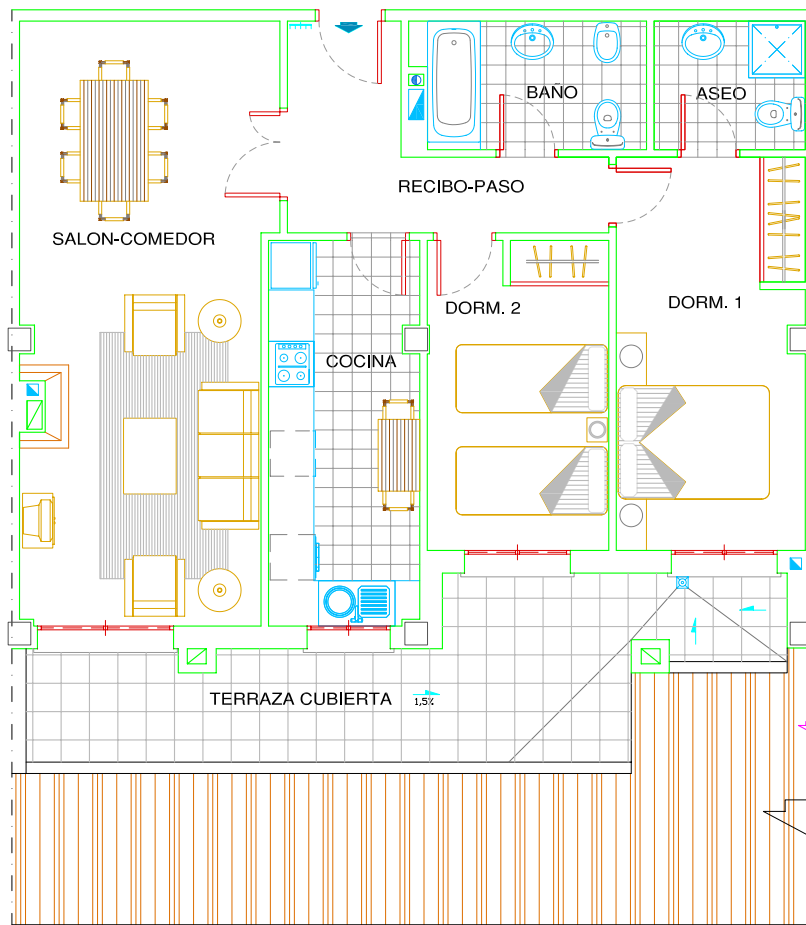 BAÑO
ASEO
RECIBO-PASO
SALON-COMEDOR
DORM. 2
DORM. 1
COCINA
TERRAZA CUBIERTA
1,5%